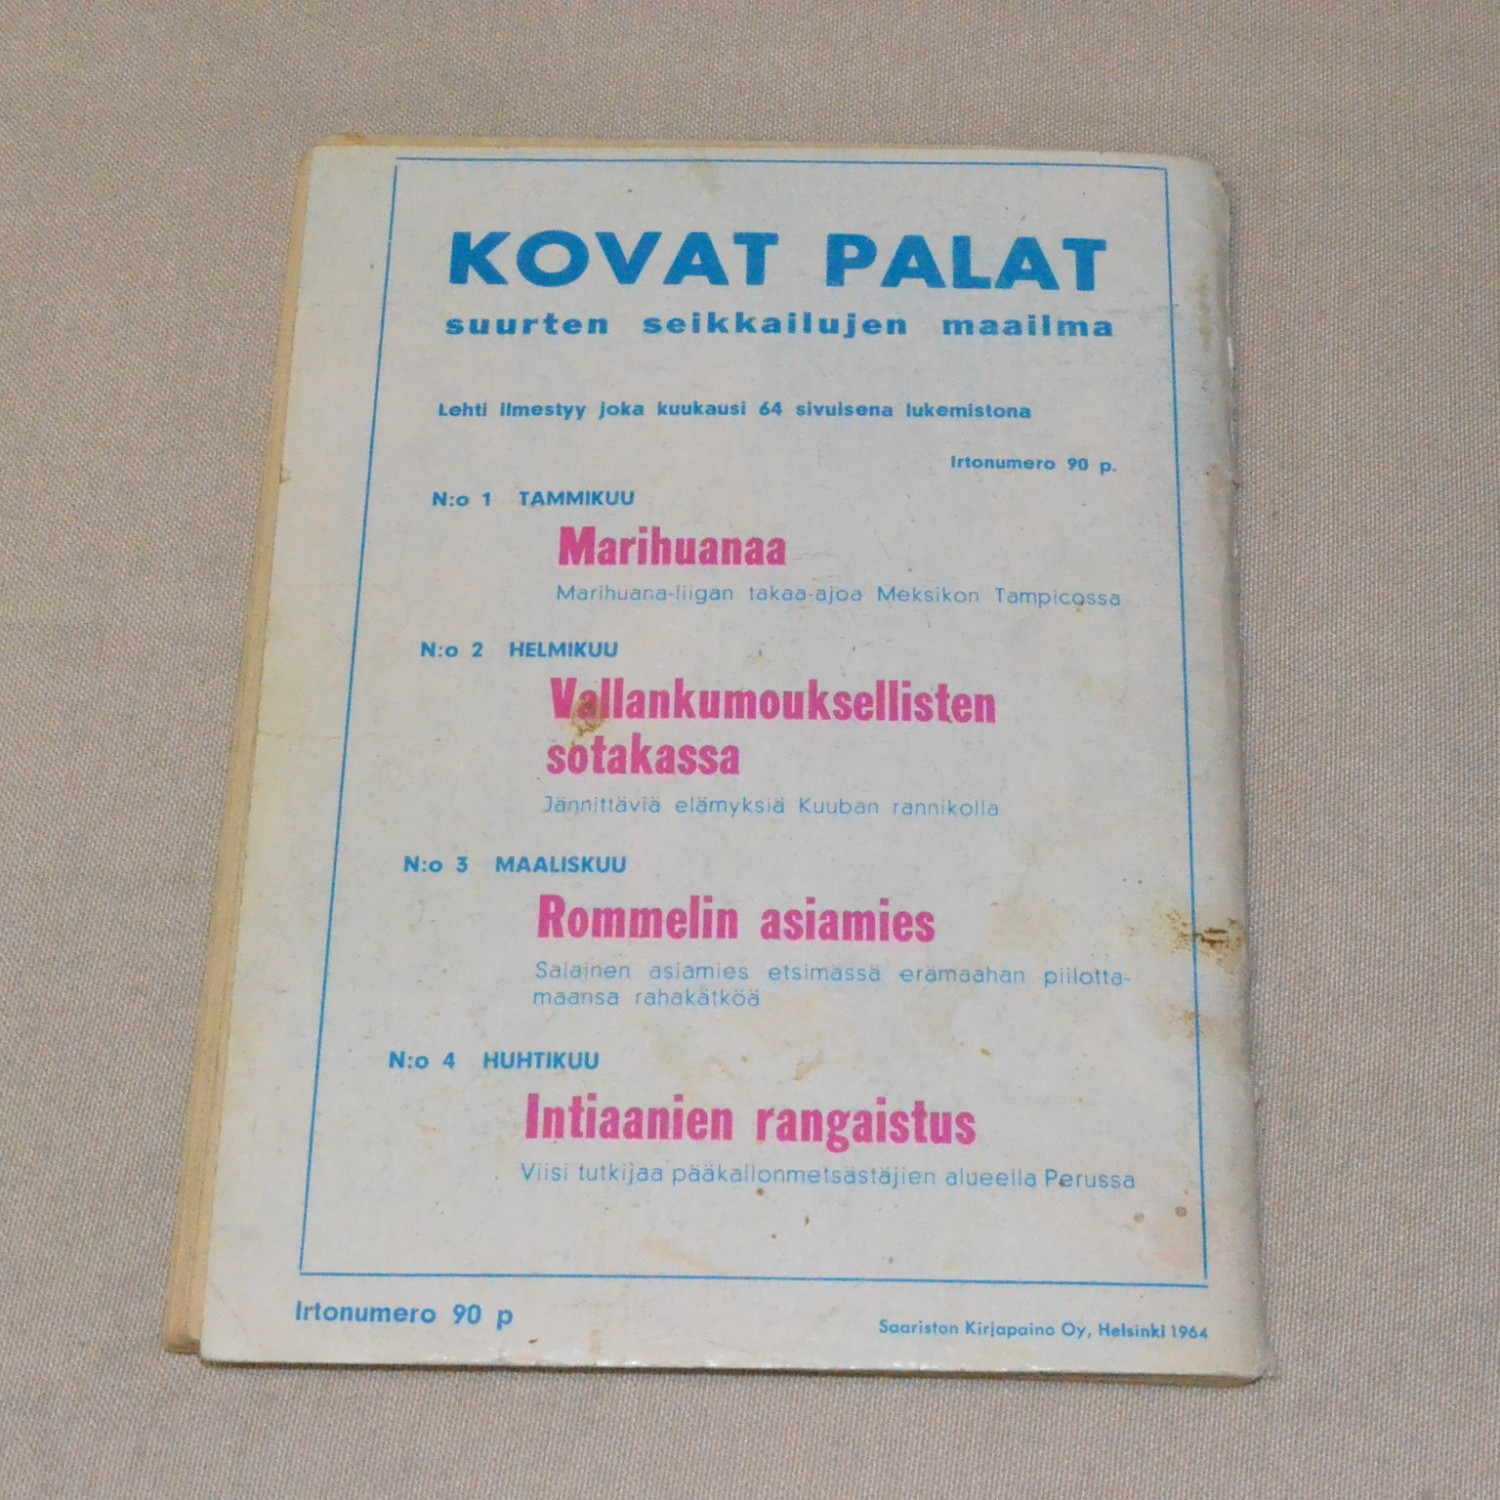 KOVAT PALAT
suurten seikkailujen maailma
Lehti ilmestyy joka kuukausi 64 sivuisena lukemistona
Irtonumero 90 p.
N:o 1 TAMMIKUU
Marihuanaa
Marihuana-liigan takaa-ajoa Meksikon Tampicossa
N:o 2 HELMIKUU
Vallankumouksellisten
sotakassa
Jännittäviä elämyksiä Kuuban rannikolla
N:o 3 MAALISKUU
Rommelin asiamies
Salainen asiamies etsimässä erämaahan piilotta-
maansa rahakätköä
N:o 4 HUHTIKUU
Intiaanien rangaistus
Viisi tutkijaa pääkallonmetsästäjien alueella Perussa
Irtonumero 90 p
Saariston Kirjapaino Oy, Helsinki 1964